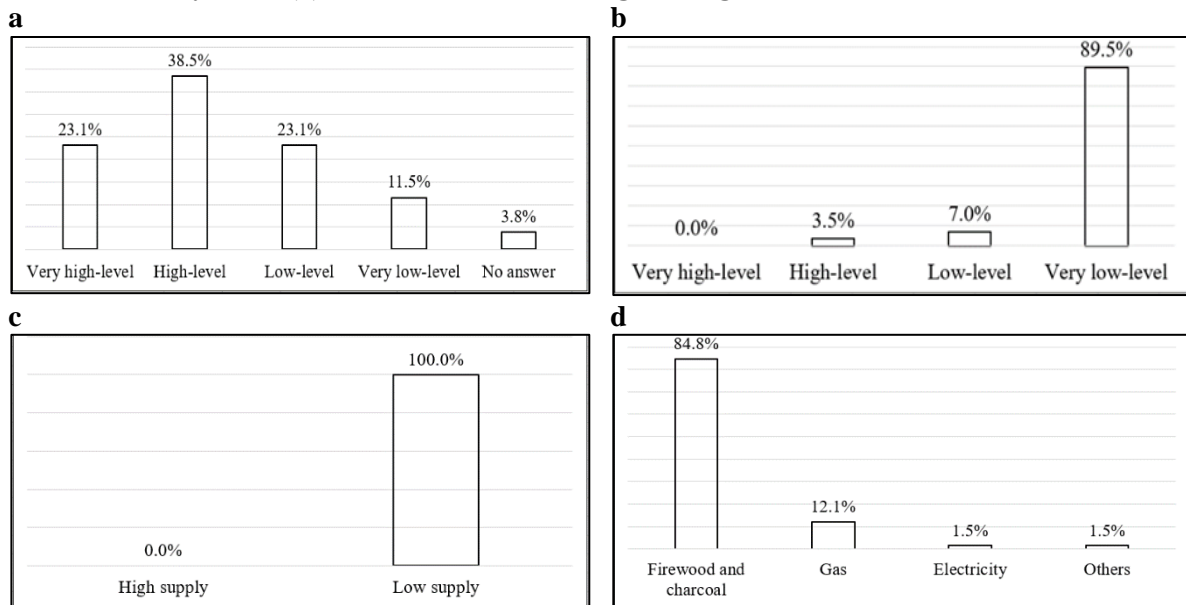 a
38.5%
23.1%
23.1%
11.5%
3.8%
Very high-level
High-level
Low-level
Very low-level
No answer
b
89.5%
0.0%
3.5%
7.0%
Very high-level
High-level
Low-level
Very low-level
c
100.0%
0.0%
High supply
Low supply
d
84.8%
12.1%
1.5%
1.5%
Firewood and
charcoal
Gas
Electricity
Others